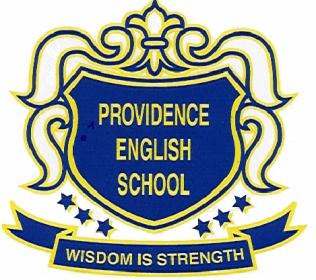 PROVIDENCE
ENGLISH
SCHOOL
WISDOM IS STRENGTH